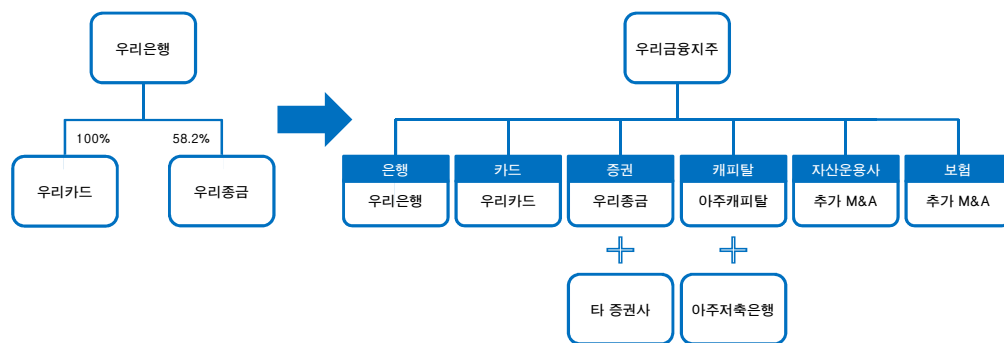 우리은행
100%
58.2%
우리카드
우리종금
우리금융지주
은행
우리은행
카드
우리카드
증권
우리종금
캐피탈
아주캐피탈
자산운용사
추가 M&A
보험
추가 M&A
타 증권사
아주저축은행